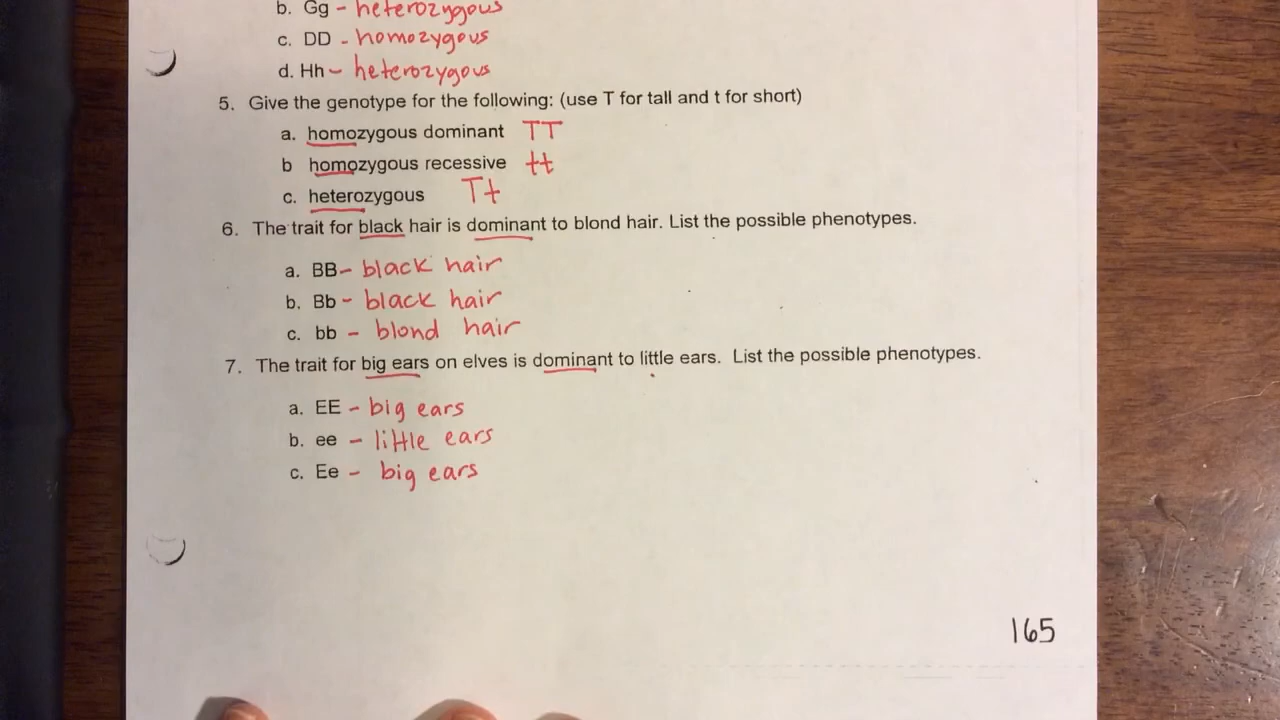 b. Gg - heterozygous
c. DD - homozygous
d. Hh - heterozygous
5. Give the genotype for the following: (use T for tall and t for short)
a. homozygous dominant TT
b homozygous recessive tt
c. heterozygous Tt
6. The trait for black hair is dominant to blond hair. List the possible phenotypes.
a. BB- black hair
b. Bb - black hair
c. bb - blond hair
7. The trait for big ears on elves is dominant to little ears. List the possible phenotypes.
a. EE - big ears
b. ee - little ears
c. Ee - big ears
165